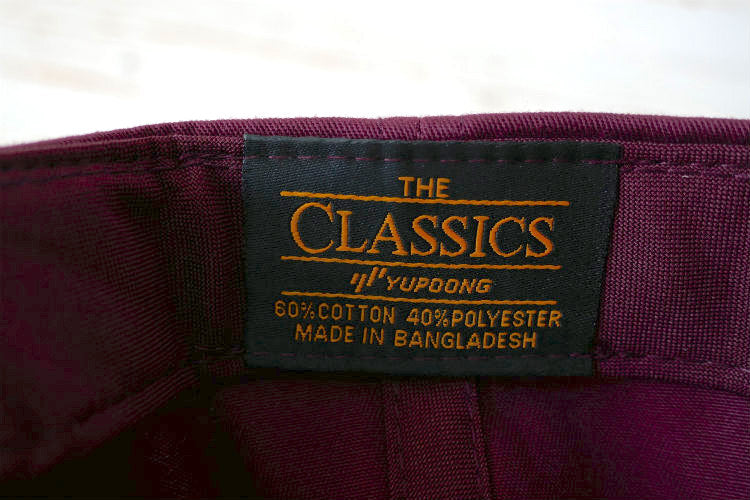 THE
CLASSICS
YUPOONG
60%COTTON 40%POLYESTER
MADE IN BANGLADESH